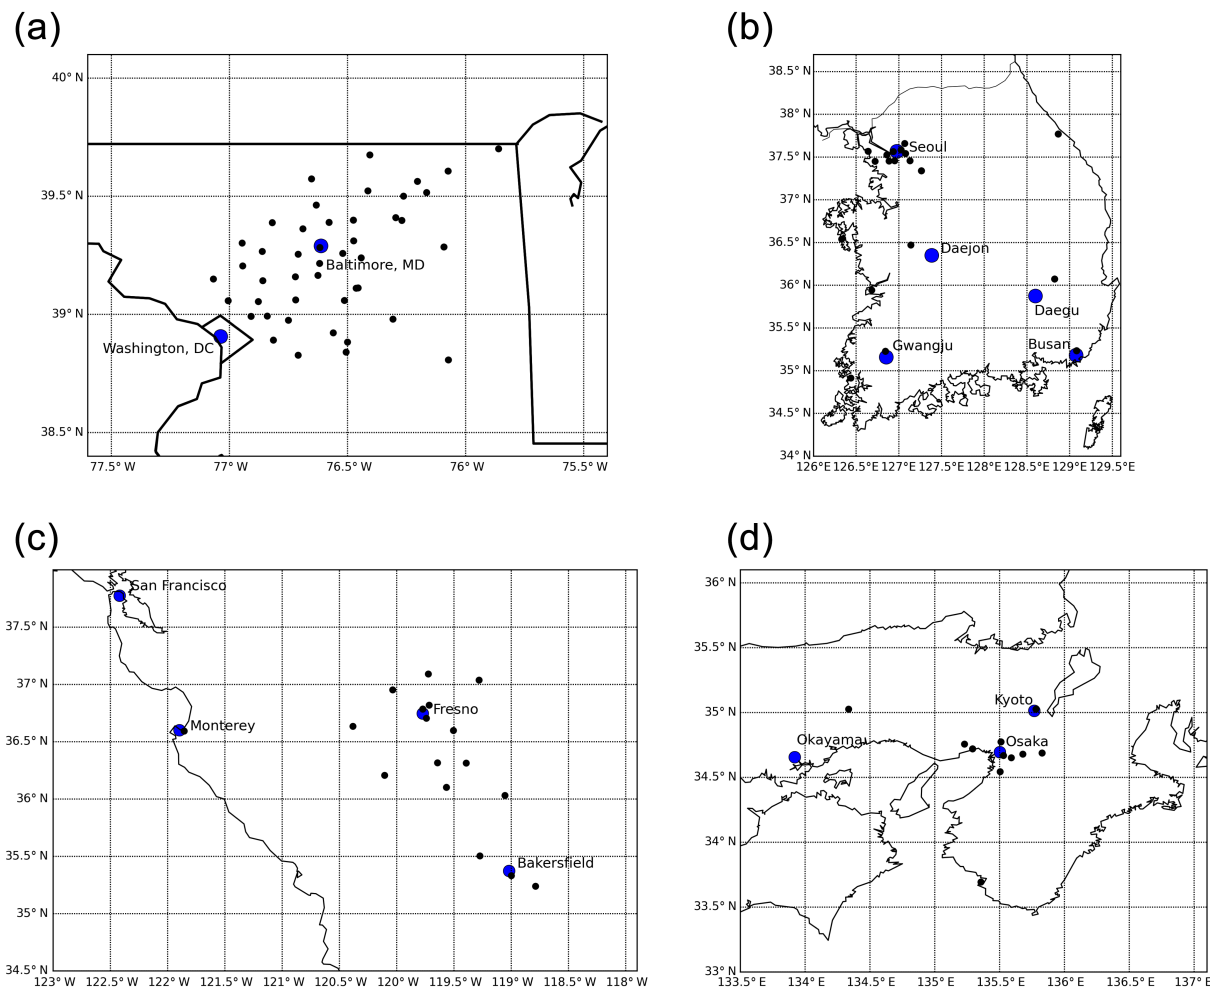 (a)
(b)
40° N
39.5° N
39° N
38.5° N
77.5° W 77° W 76.5° W 76° W 75.5° W
Baltimore, MD
Washington, DC
38.5° N
38° N
37.5° N
37° N
36.5° N
36° N
35.5° N
35° N
34.5° N
34° N
126°E 126.5°E 127°E 127.5°E 128°E 128.5°E 129°E 129.5°E
Seoul
Daejon
Daegu
Gwangju
Busan
(c)
(d)
37.5° N
37° N
36.5° N
36° N
35.5° N
35° N
34.5° N
123° W 122.5° W 122° W 121.5° W 121° W 120.5° W 120° W 119.5° W 119° W 118.5° W 118° W
San Francisco
Monterey
Fresno
Bakersfield
36° N
35.5° N
35° N
34.5° N
34° N
33.5° N
33° N
133.5°E 134°E 134.5°E 135°E 135.5°E 136°E 136.5°E 137°E
Kyoto
Okayama
Osaka